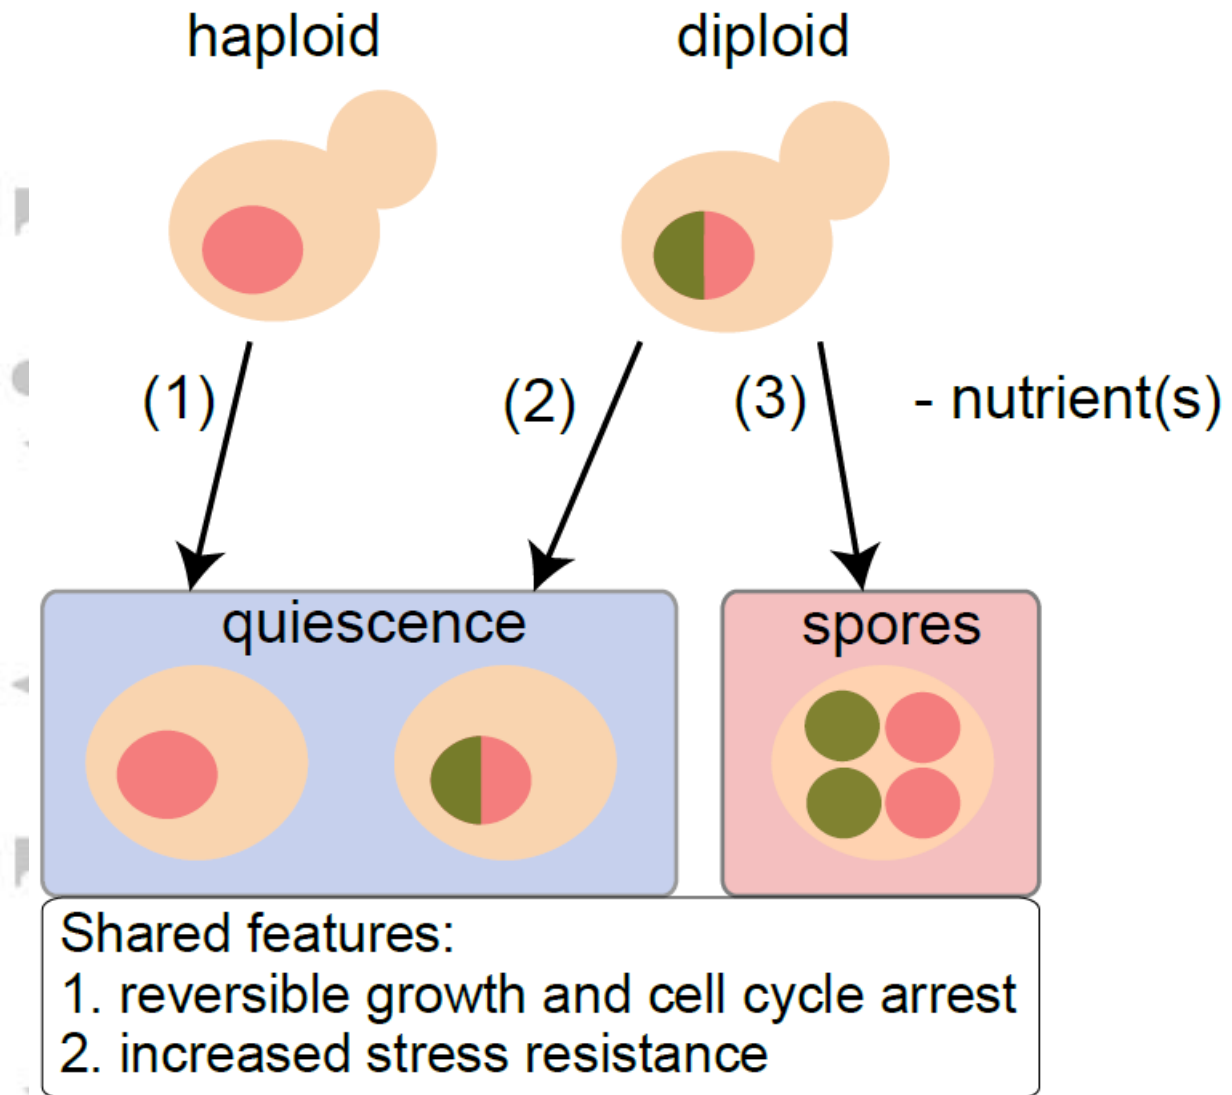 haploid
diploid
(1)
(2)
(3)
- nutrient(s)
quiescence
spores
Shared features:
1. reversible growth and cell cycle arrest
2. increased stress resistance